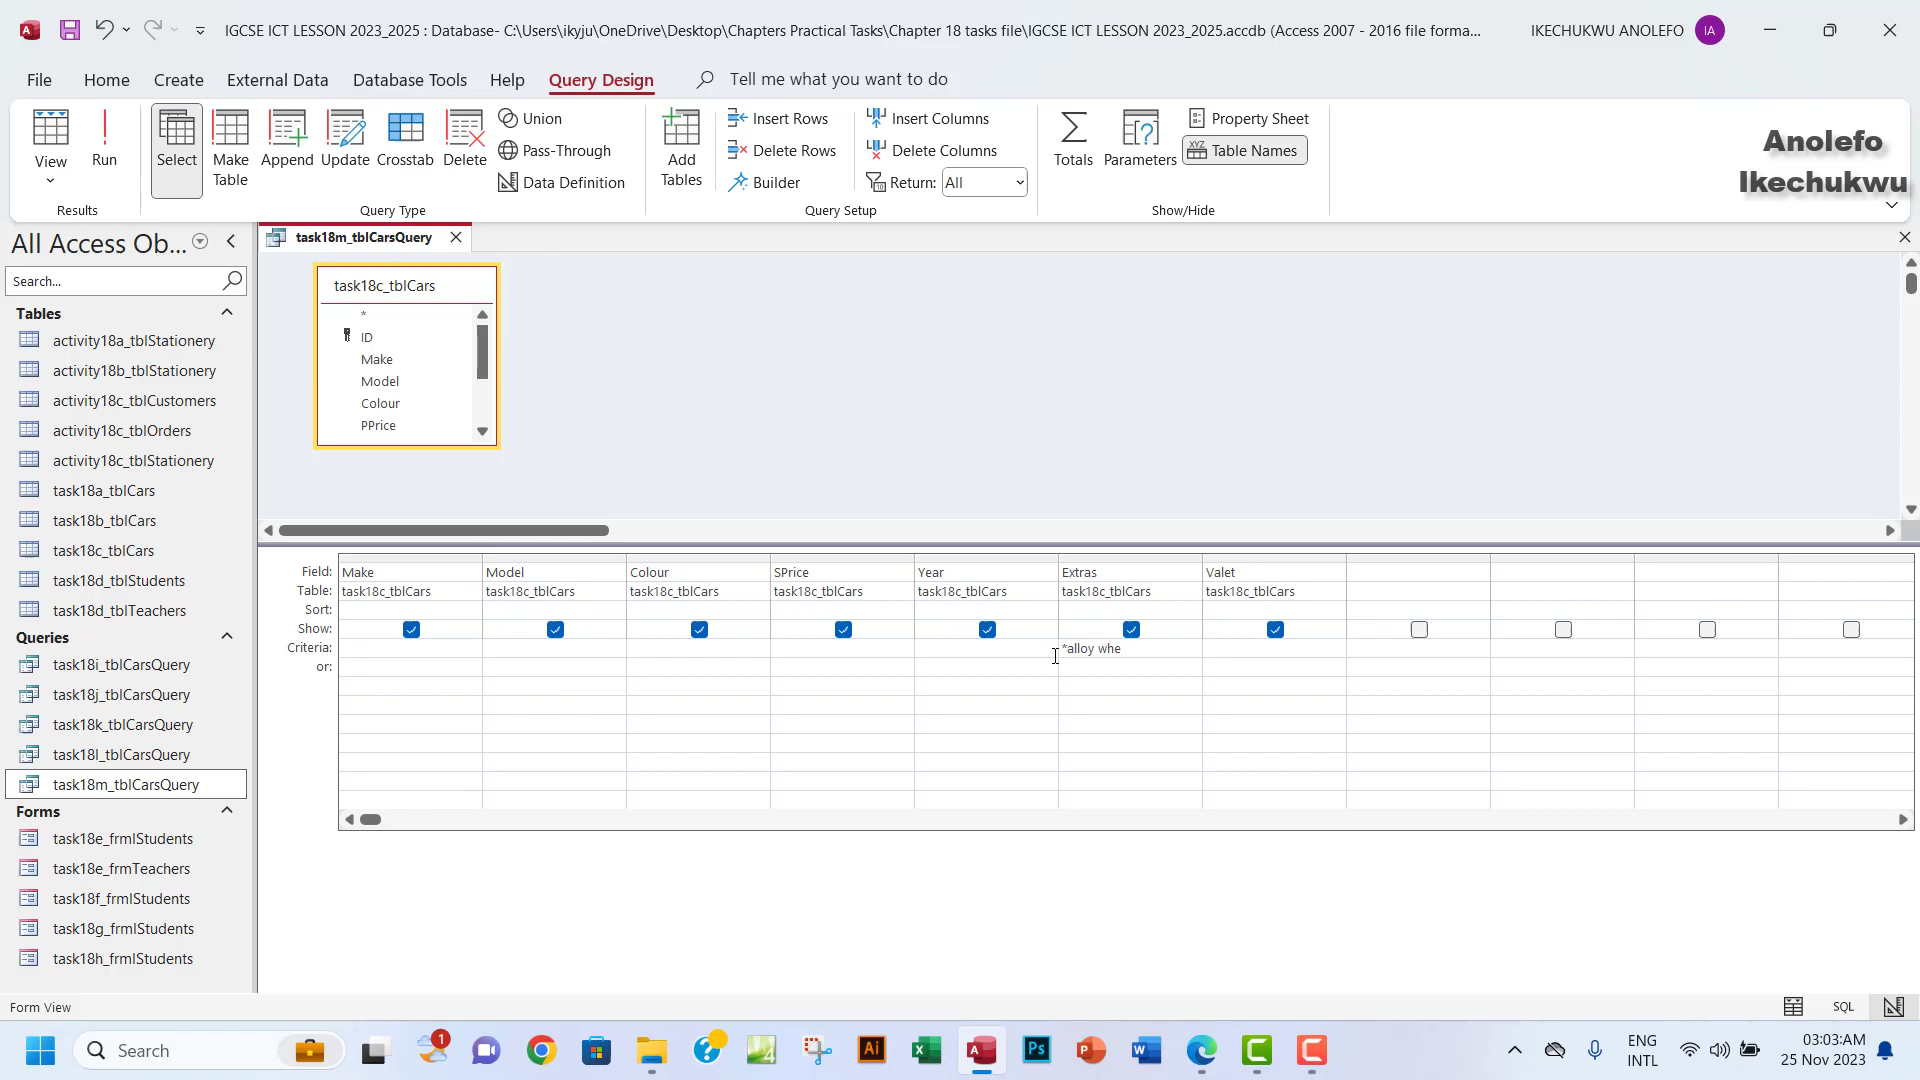 IGCSE ICT LESSON 2023_2025 : Database- C:\Users\ikyju\OneDrive\Desktop\Chapters Practical Tasks\Chapter 18 tasks file\IGCSE ICT LESSON 2023_2025.accdb (Access 2007 - 2016 file forma...
IKECHUKWU ANOLEFO
IA
File
Home
Create
External Data
Database Tools
Help
Query Design
Tell me what you want to do
View
Run
Select
Make Table
Append
Update
Crosstab
Delete
Union
Pass-Through
Data Definition
Add Tables
Insert Rows
Delete Rows
Builder
Insert Columns
Delete Columns
Return: All
Totals
Parameters
Property Sheet
XYZ Table Names
Results
Query Type
Query Setup
Show/Hide
Anolefo
Ikechukwu
All Access Ob...
Search...
Tables
activity18a_tblStationery
activity18b_tblStationery
activity18c_tblCustomers
activity18c_tblOrders
activity18c_tblStationery
task18a_tblCars
task18b_tblCars
task18c_tblCars
task18d_tblStudents
task18d_tblTeachers
Queries
task18i_tblCarsQuery
task18j_tblCarsQuery
task18k_tblCarsQuery
task18l_tblCarsQuery
task18m_tblCarsQuery
Forms
task18e_frmlStudents
task18e_frmTeachers
task18f_frmlStudents
task18g_frmlStudents
task18h_frmlStudents
task18m_tblCarsQuery
task18c_tblCars
*
ID
Make
Model
Colour
PPrice
Field: Make Model Colour SPrice Year Extras Valet
Table: task18c_tblCars task18c_tblCars task18c_tblCars task18c_tblCars task18c_tblCars task18c_tblCars task18c_tblCars
Sort:
Show:
Criteria: *alloy whe
or:
Form View
SQL
Search
1
Ai
Ps
ENG
INTL
03:03:AM
25 Nov 2023